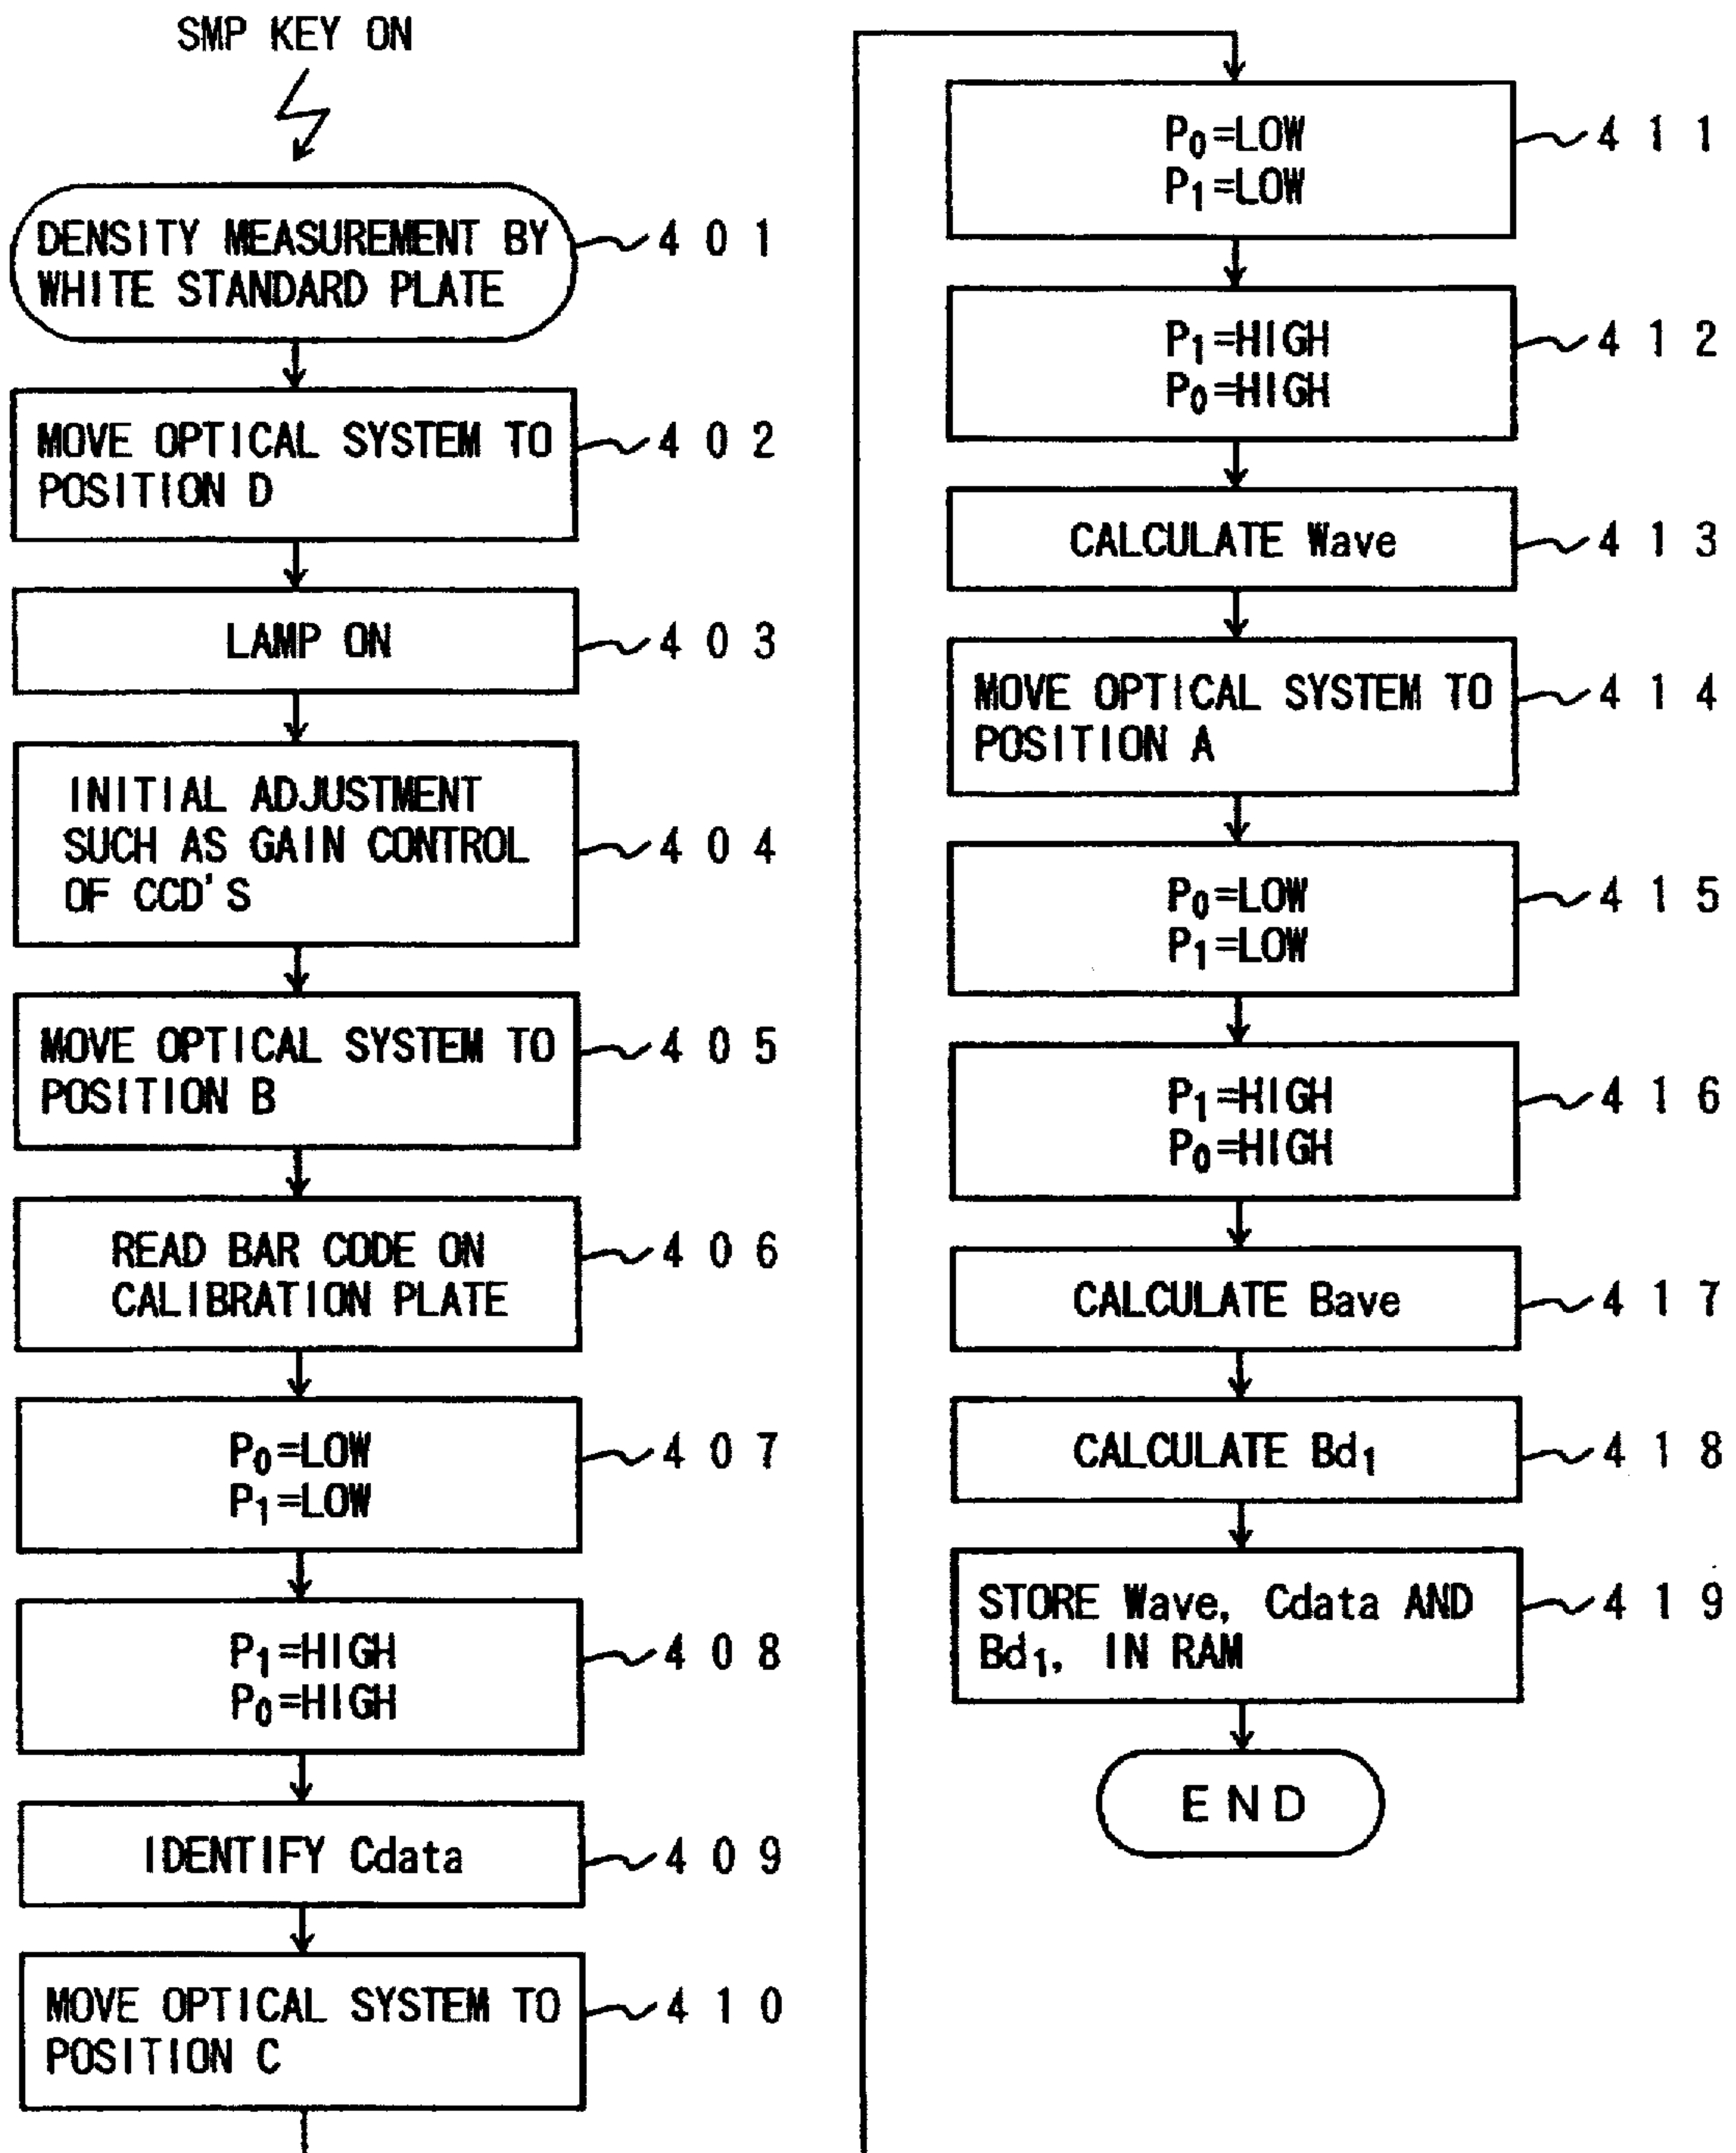 SMP KEY ON
DENSITY MEASUREMENT BY
WHITE STANDARD PLATE
401
MOVE OPTICAL SYSTEM TO
POSITION D
402
LAMP ON
403
INITIAL ADJUSTMENT
SUCH AS GAIN CONTROL
OF CCD'S
404
MOVE OPTICAL SYSTEM TO
POSITION B
405
READ BAR CODE ON
CALIBRATION PLATE
406
P₀=LOW
P₁=LOW
407
P₁=HIGH
P₀=HIGH
408
IDENTIFY Cdata
409
MOVE OPTICAL SYSTEM TO
POSITION C
410
P₀=LOW
P₁=LOW
411
P₁=HIGH
P₀=HIGH
412
CALCULATE Wave
413
MOVE OPTICAL SYSTEM TO
POSITION A
414
P₀=LOW
P₁=LOW
415
P₁=HIGH
P₀=HIGH
416
CALCULATE Bave
417
CALCULATE Bd₁
418
STORE Wave, Cdata AND
Bd₁, IN RAM
419
END